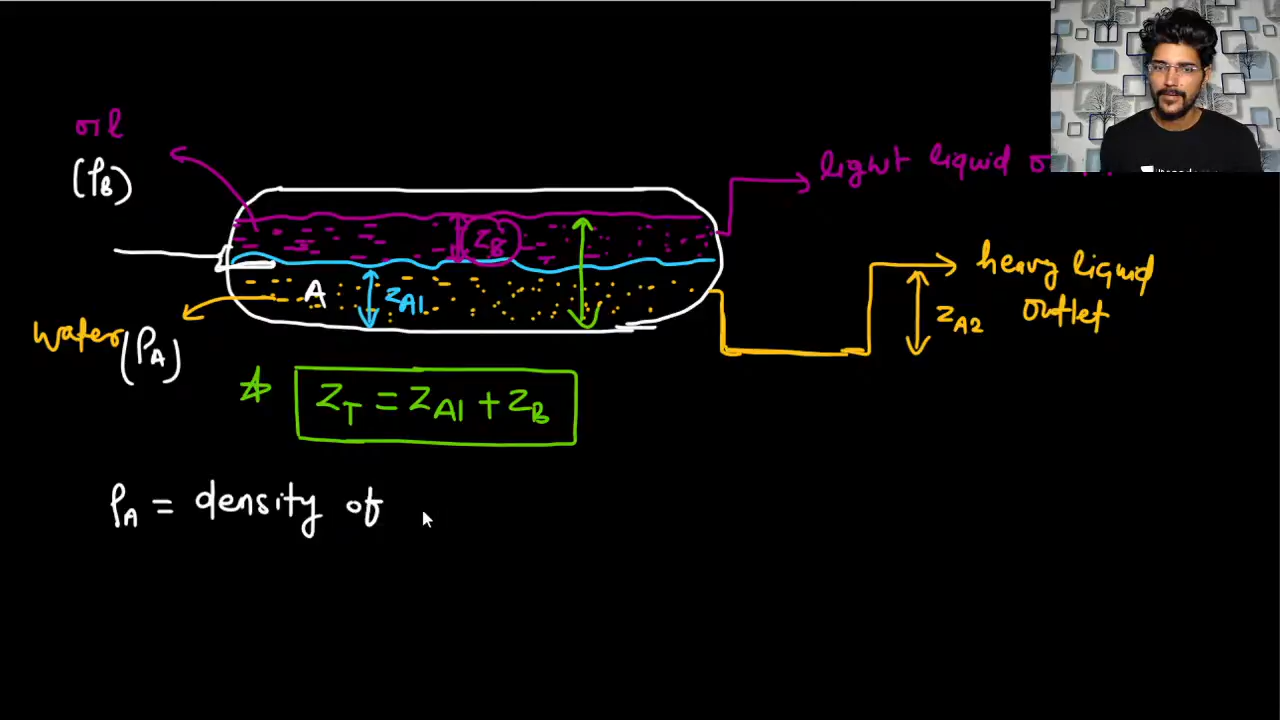 oil
(ρB)
light liquid
ZB
heavy liquid
outlet
A
ZA1
ZA2
water (ρA)
ZT = ZA1 + ZB
ρA = density of